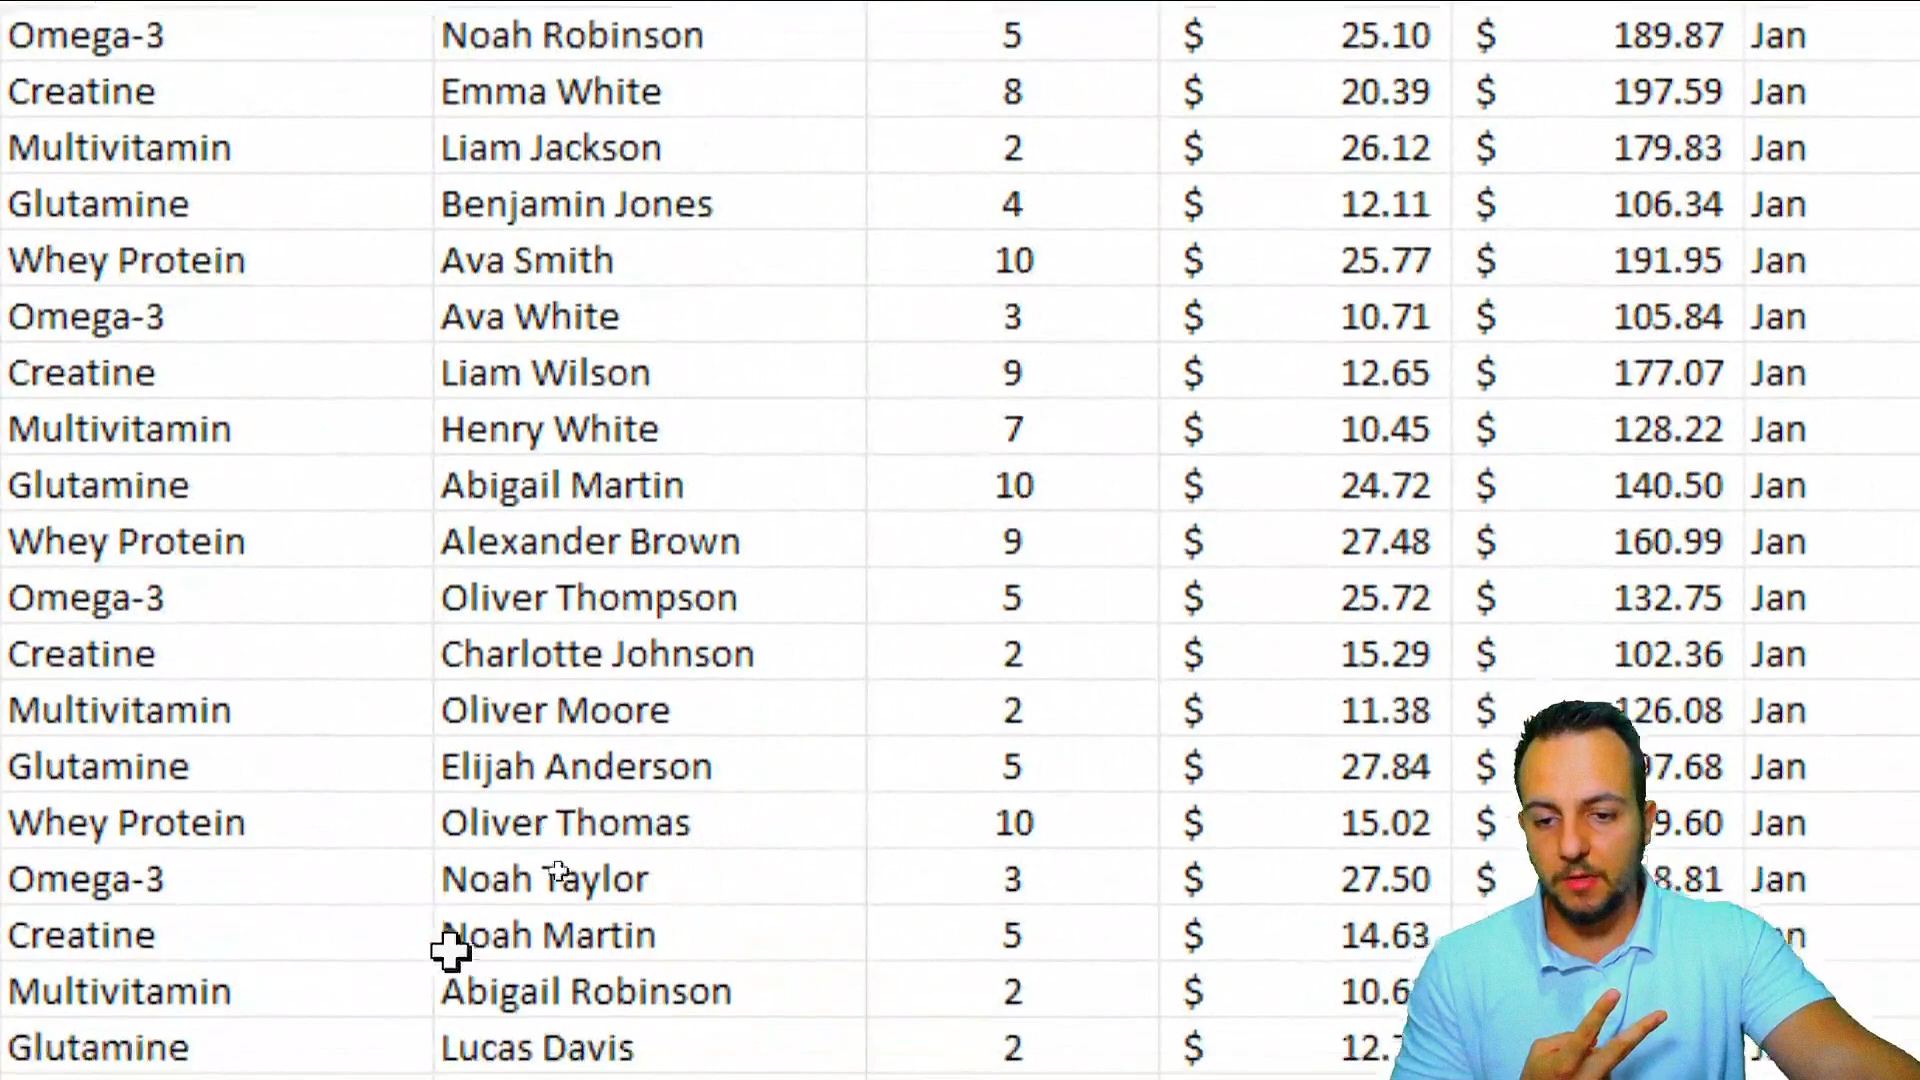 Omega-3 Noah Robinson 5 $ 25.10 $ 189.87 Jan
Creatine Emma White 8 $ 20.39 $ 197.59 Jan
Multivitamin Liam Jackson 2 $ 26.12 $ 179.83 Jan
Glutamine Benjamin Jones 4 $ 12.11 $ 106.34 Jan
Whey Protein Ava Smith 10 $ 25.77 $ 191.95 Jan
Omega-3 Ava White 3 $ 10.71 $ 105.84 Jan
Creatine Liam Wilson 9 $ 12.65 $ 177.07 Jan
Multivitamin Henry White 7 $ 10.45 $ 128.22 Jan
Glutamine Abigail Martin 10 $ 24.72 $ 140.50 Jan
Whey Protein Alexander Brown 9 $ 27.48 $ 160.99 Jan
Omega-3 Oliver Thompson 5 $ 25.72 $ 132.75 Jan
Creatine Charlotte Johnson 2 $ 15.29 $ 102.36 Jan
Multivitamin Oliver Moore 2 $ 11.38 $ 126.08 Jan
Glutamine Elijah Anderson 5 $ 27.84 $ Jan
Whey Protein Oliver Thomas 10 $ 15.02 $ Jan
Omega-3 Noah Taylor 3 $ 27.50 $ Jan
Creatine Noah Martin 5 $ 14.63
Multivitamin Abigail Robinson 2 $
Glutamine Lucas Davis 2 $